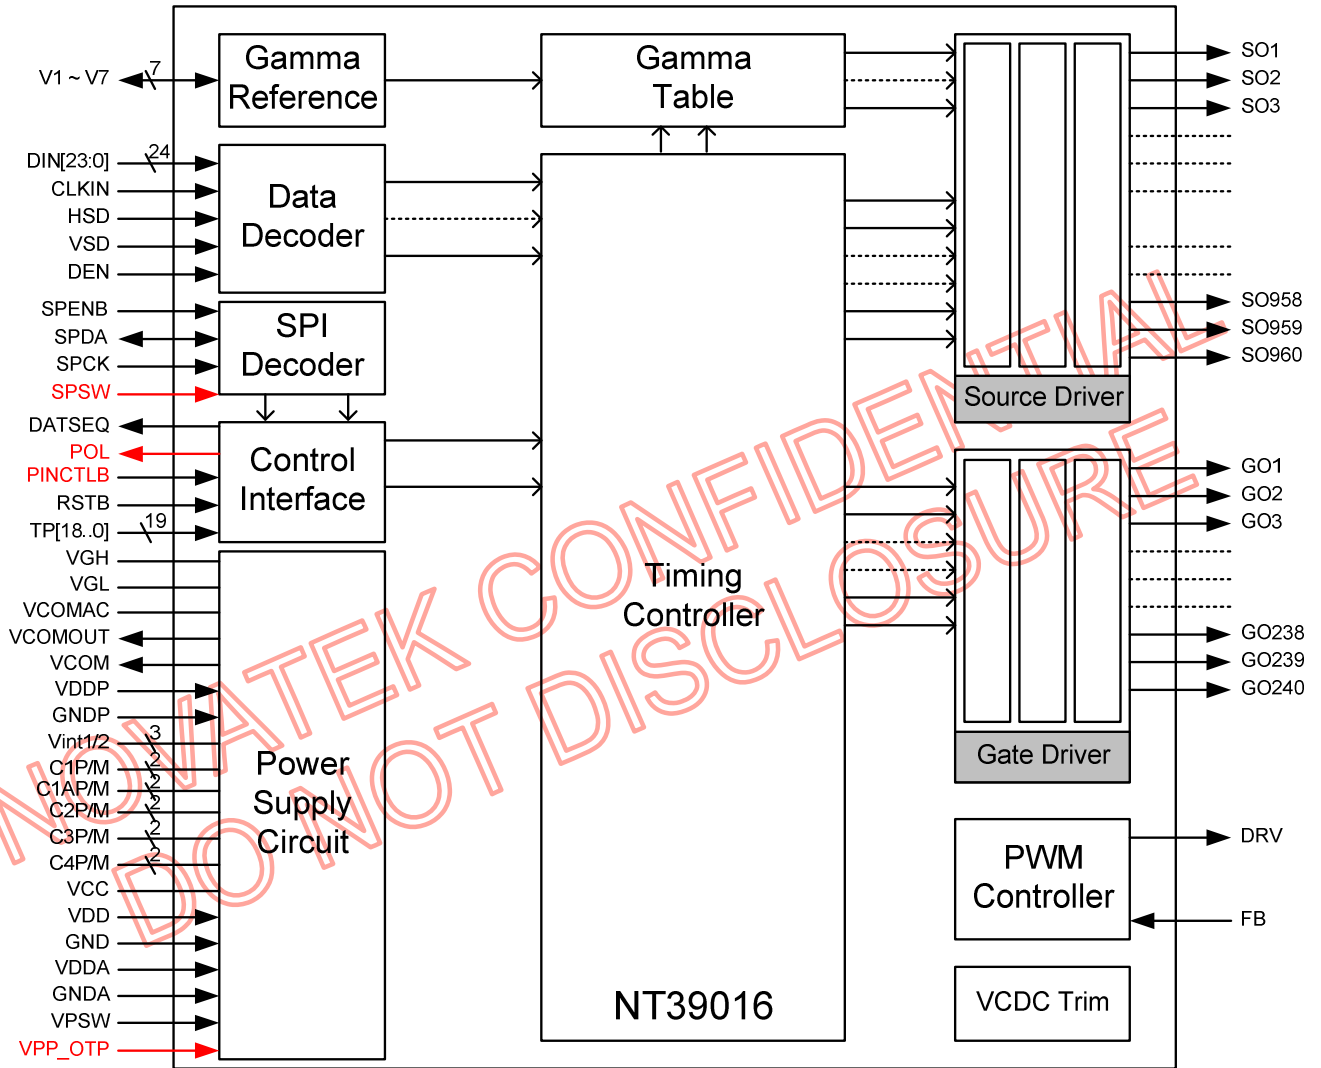 V1 ~ V7
7
DIN[23:0]
24
CLKIN
HSD
VSD
DEN
SPENB
SPDA
SPCK
SPSW
DATSEQ
POL
PINCTLB
RSTB
TP[18..0]
19
VGH
VGL
VCOMAC
VCOMOUT
VCOM
VDDP
GNDP
Vint1/2
3
C1P/M
2
C1AP/M
2
C2P/M
2
C3P/M
2
C4P/M
2
VCC
VDD
GND
VDDA
GNDA
VPSW
VPP_OTP
Gamma
Reference
Data
Decoder
SPI
Decoder
Control
Interface
Power
Supply
Circuit
Gamma
Table
Timing
Controller
NT39016
Source Driver
Gate Driver
PWM
Controller
VCDC Trim
SO1
SO2
SO3
SO958
SO959
SO960
GO1
GO2
GO3
GO238
GO239
GO240
DRV
FB
NOVATEK CONFIDENTIAL
DO NOT DISCLOSURE